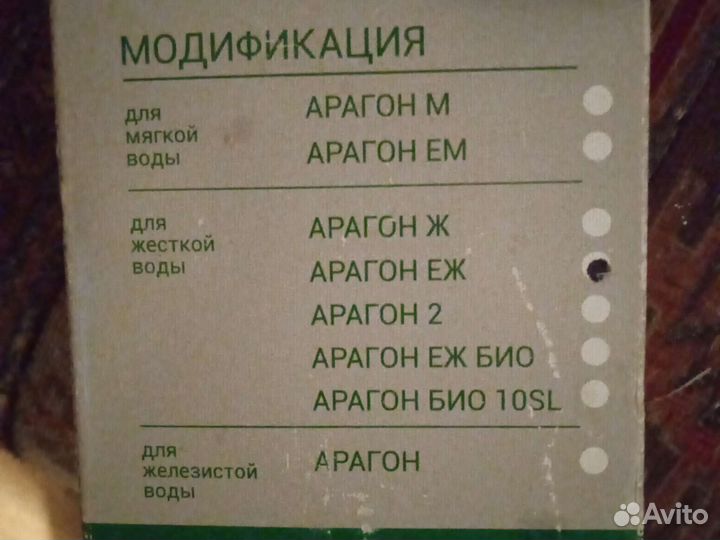 МОДИФИКАЦИЯ
для
мягкой
воды
АРАГОН М
АРАГОН ЕМ
для
жесткой
воды
АРАГОН Ж
АРАГОН ЕЖ
АРАГОН 2
АРАГОН ЕЖ БИО
АРАГОН БИО 10SL
для
железистой
воды
АРАГОН
Avito